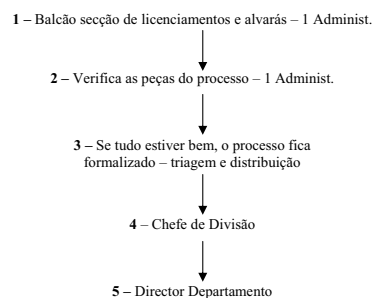 1 – Balcão secção de licenciamentos e alvarás – 1 Administ.
2 – Verifica as peças do processo – 1 Administ.
3 – Se tudo estiver bem, o processo fica
formalizado – triagem e distribuição
4 – Chefe de Divisão
5 – Director Departamento